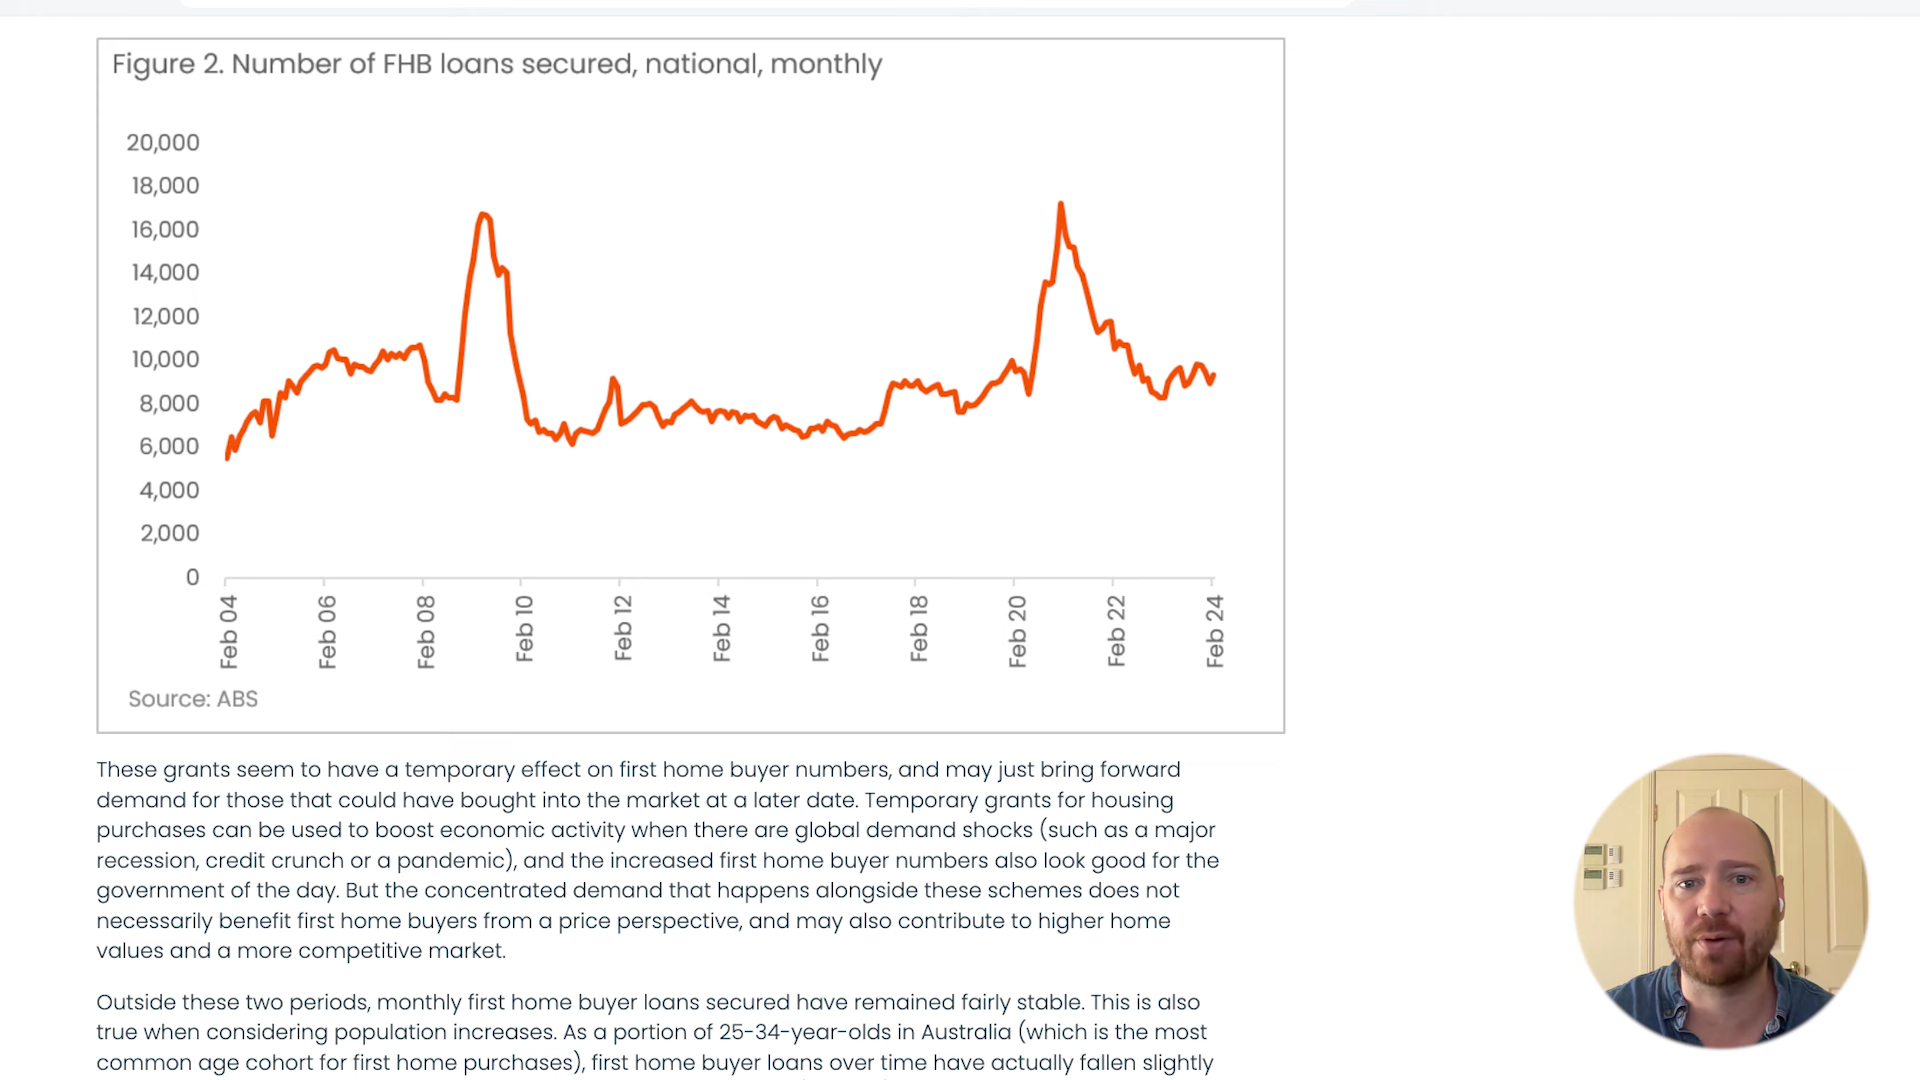 Figure 2. Number of FHB loans secured, national, monthly
20,000
18,000
16,000
14,000
12,000
10,000
8,000
6,000
4,000
2,000
0
Feb 04
Feb 06
Feb 08
Feb 10
Feb 12
Feb 14
Feb 16
Feb 18
Feb 20
Feb 22
Feb 24
Source: ABS
These grants seem to have a temporary effect on first home buyer numbers, and may just bring forward
demand for those that could have bought into the market at a later date. Temporary grants for housing
purchases can be used to boost economic activity when there are global demand shocks (such as a major
recession, credit crunch or a pandemic), and the increased first home buyer numbers also look good for the
government of the day. But the concentrated demand that happens alongside these schemes does not
necessarily benefit first home buyers from a price perspective, and may also contribute to higher home
values and a more competitive market.
Outside these two periods, monthly first home buyer loans secured have remained fairly stable. This is also
true when considering population increases. As a portion of 25-34-year-olds in Australia (which is the most
common age cohort for first home purchases), first home buyer loans over time have actually fallen slightly